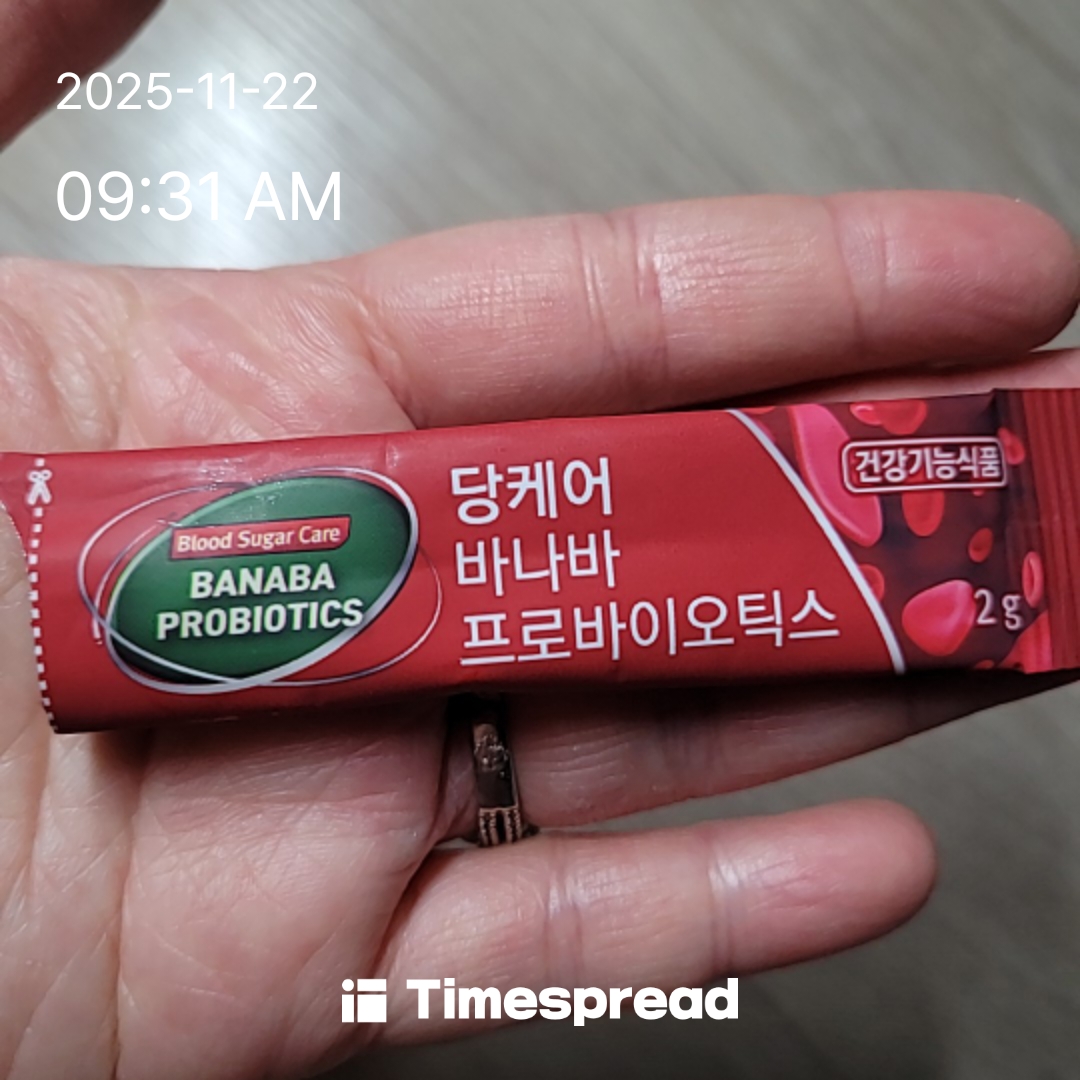 2025-11-22
09:31 AM
건강기능식품
Blood Sugar Care
BANABA
PROBIOTICS
당케어
바나바
프로바이오틱스
2 g
Timespread